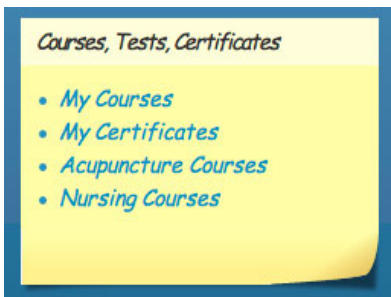 Courses, Tests, Certificates
My Courses
My Certificates
Acupuncture Courses
Nursing Courses